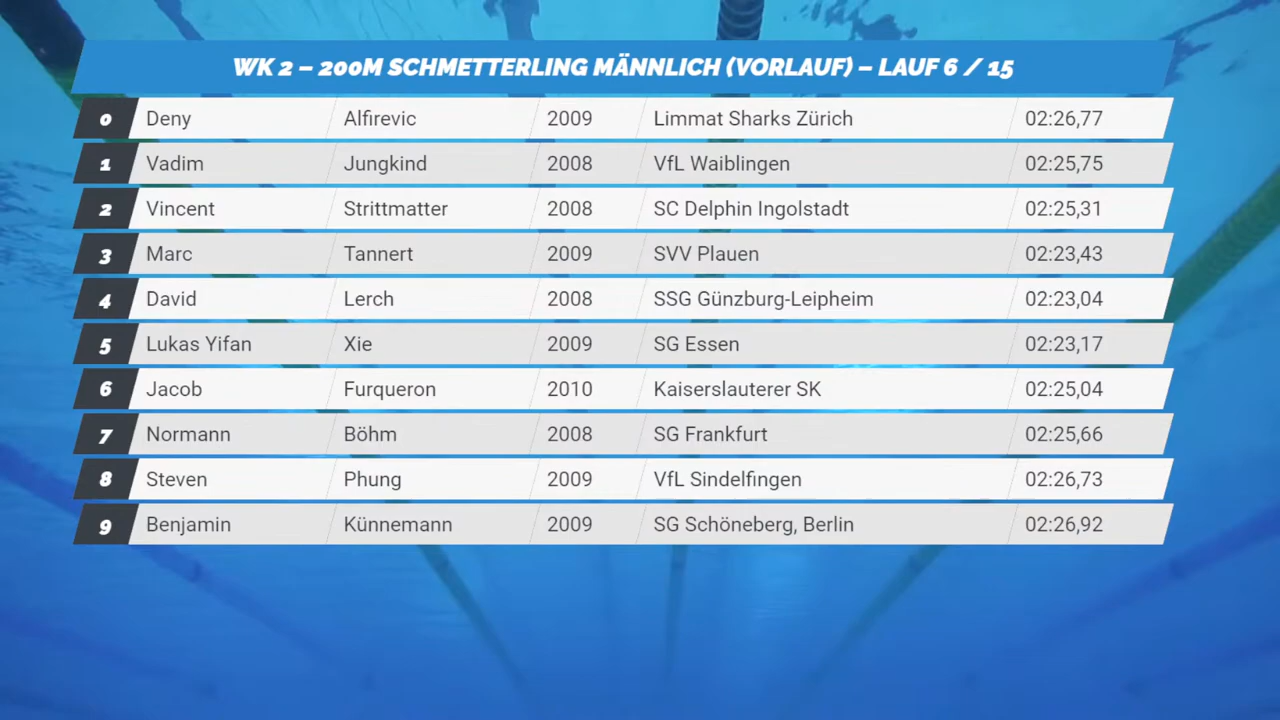 WK 2 – 200M SCHMETTERLING MÄNNLICH (VORLAUF) – LAUF 6 / 15
0 Deny Alfirevic 2009 Limmat Sharks Zürich 02:26,77
1 Vadim Jungkind 2008 VfL Waiblingen 02:25,75
2 Vincent Strittmatter 2008 SC Delphin Ingolstadt 02:25,31
3 Marc Tannert 2009 SVV Plauen 02:23,43
4 David Lerch 2008 SSG Günzburg-Leipheim 02:23,04
5 Lukas Yifan Xie 2009 SG Essen 02:23,17
6 Jacob Furqueron 2010 Kaiserslauterer SK 02:25,04
7 Normann Böhm 2008 SG Frankfurt 02:25,66
8 Steven Phung 2009 VfL Sindelfingen 02:26,73
9 Benjamin Künnemann 2009 SG Schöneberg, Berlin 02:26,92